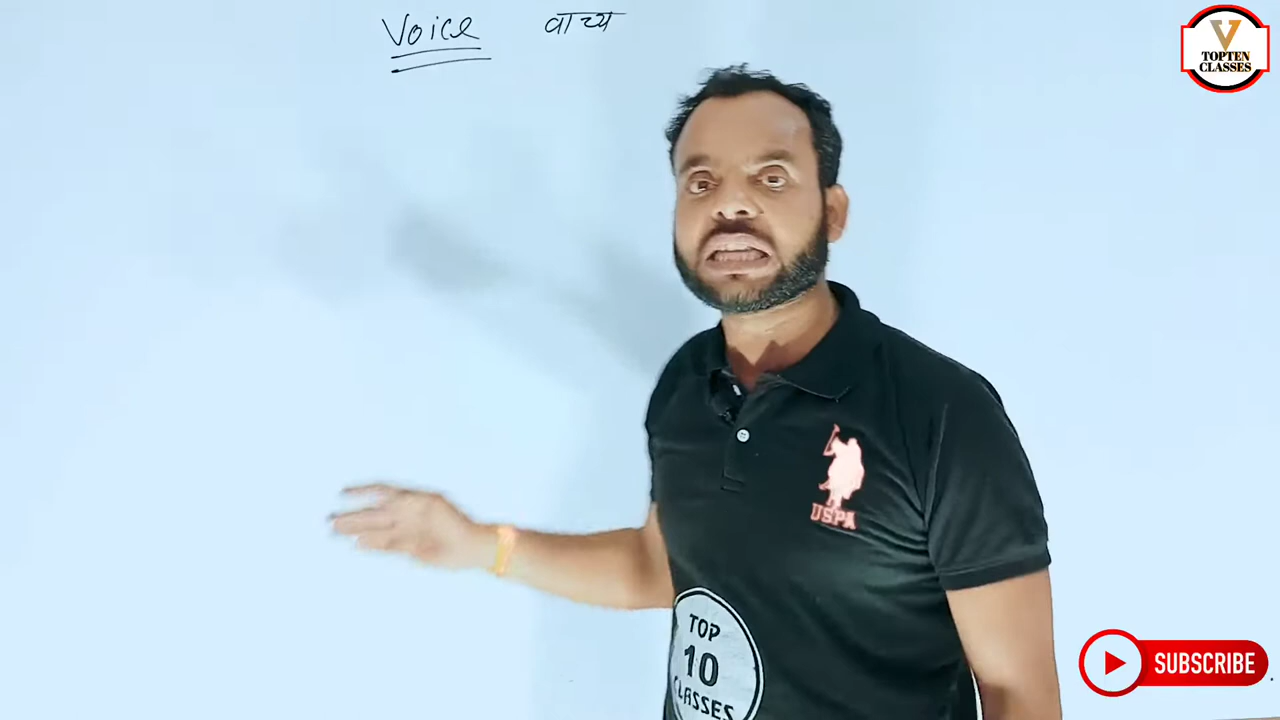 Voice वाच्य
V
TOPTEN
CLASSES
USPA
TOP
10
CLASSES
SUBSCRIBE